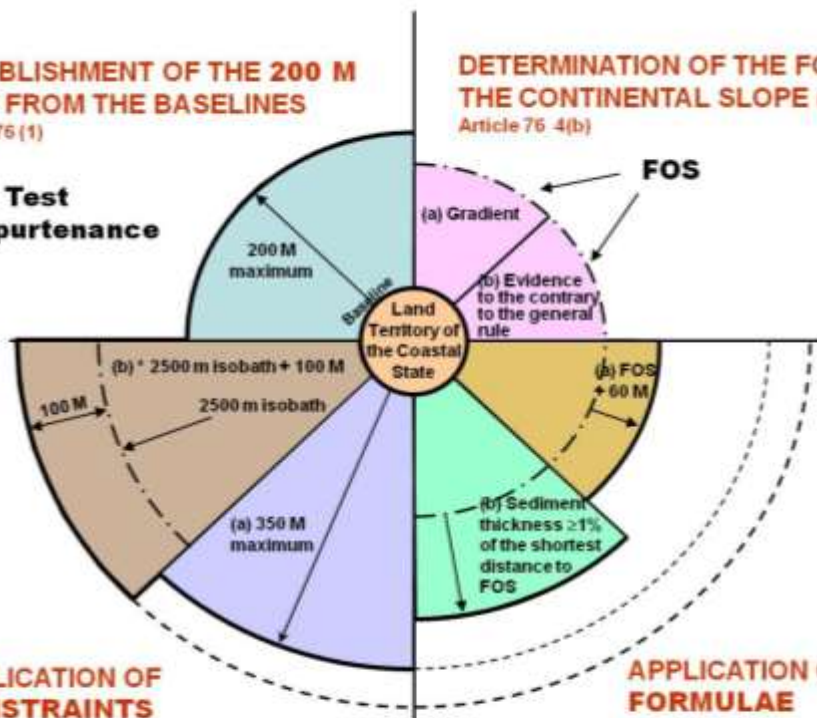 BLISHMENT OF THE 200 M
FROM THE BASELINES
76 (1)
DETERMINATION OF THE FO
THE CONTINENTAL SLOPE
Article 76 4(b)
Test
purtenance
FOS
(a) Gradient
200 M
maximum
Baseline
(b) Evidence
to the contrary
to the general
rule
Land
Territory of
the Coastal
State
(b) * 2500 m isobath + 100 M
100 M
2500 m isobath
(a) FOS
+ 60 M
(a) 350 M
maximum
(b) Sediment
thickness ≥1%
of the shortest
distance to
FOS
LICATION OF
STRAINTS
APPLICATION
FORMULAE